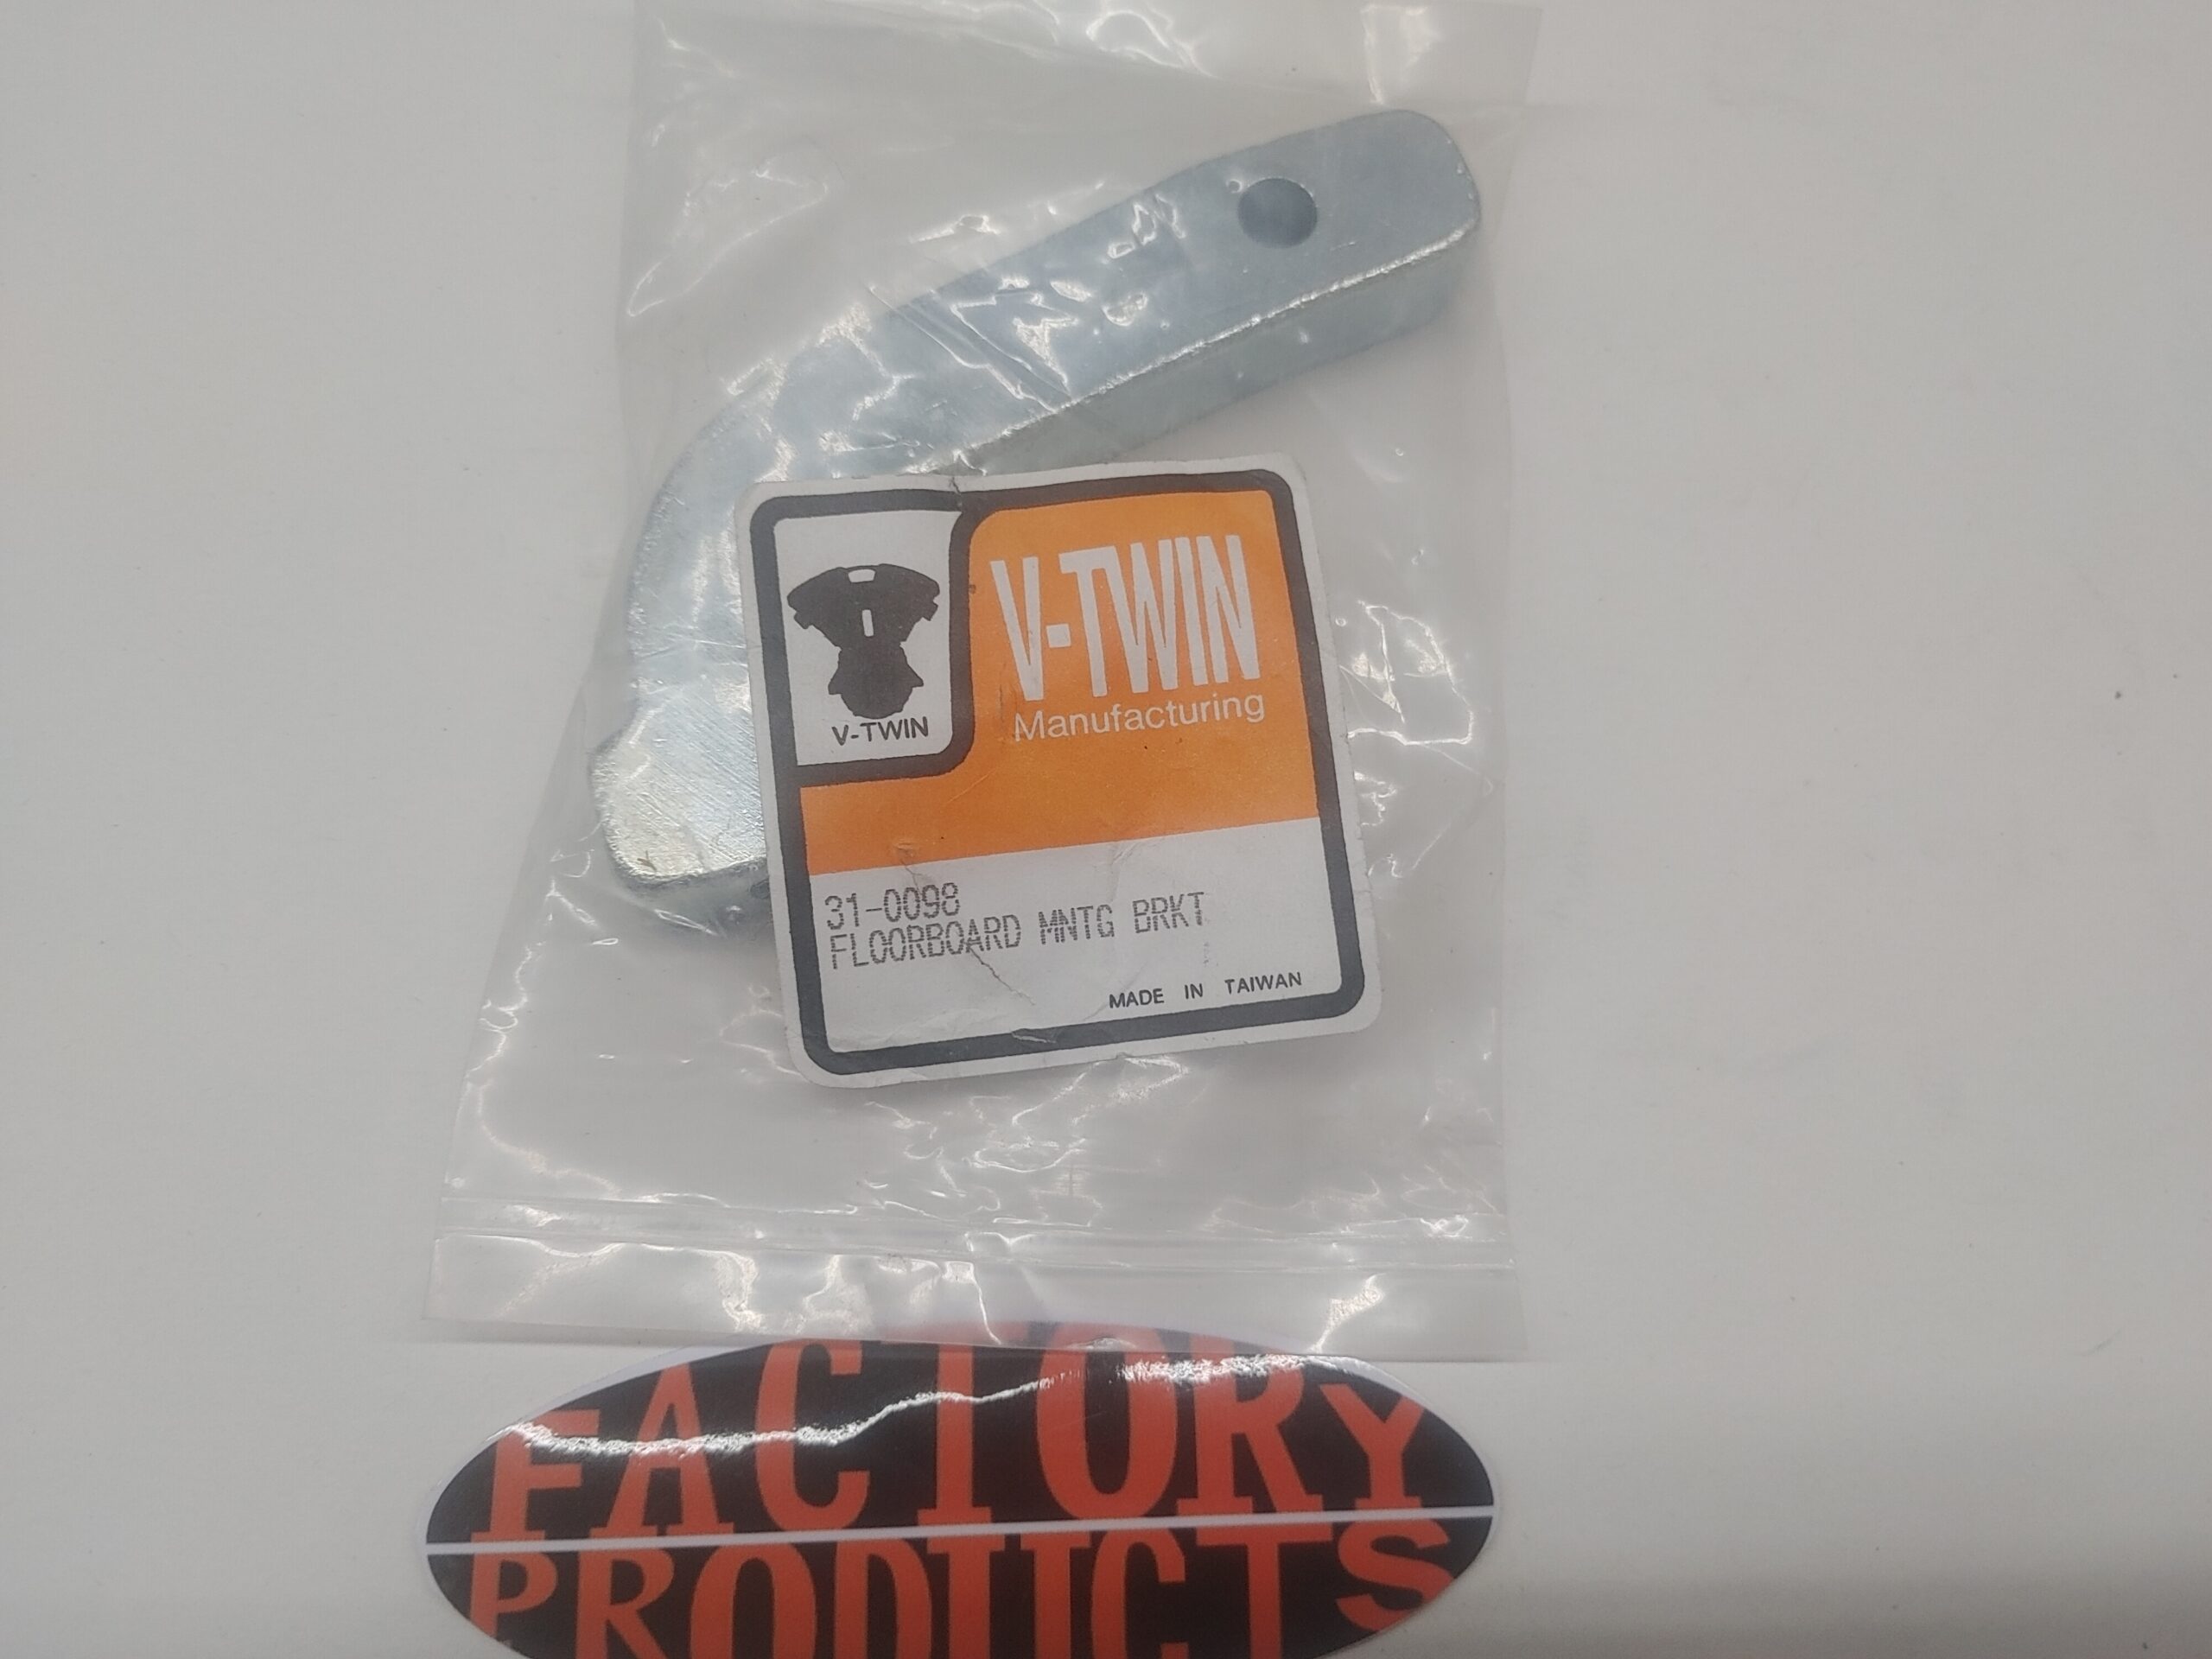 V-TWIN
Manufacturing
V-TWIN
31-0098
FLOORBOARD MNTG BRKT
MADE IN TAIWAN
FACTORY
PRODUCTS